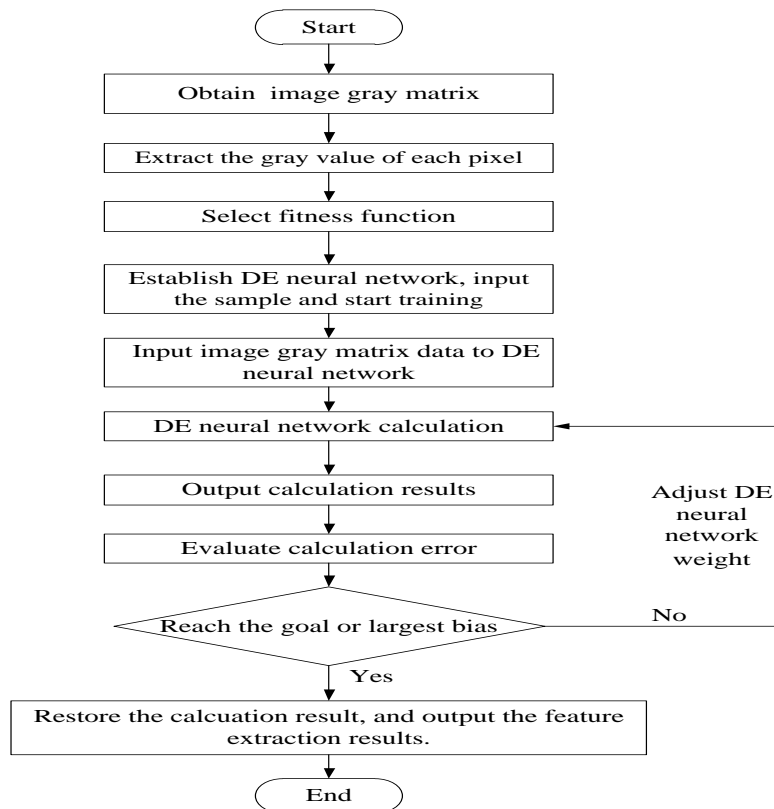 Start
Obtain image gray matrix
Extract the gray value of each pixel
Select fitness function
Establish DE neural network, input
the sample and start training
Input image gray matrix data to DE
neural network
DE neural network calculation
Output calculation results
Evaluate calculation error
Adjust DE
neural
network
weight
Reach the goal or largest bias
No
Yes
Restore the calcuation result, and output the feature
extraction results.
End